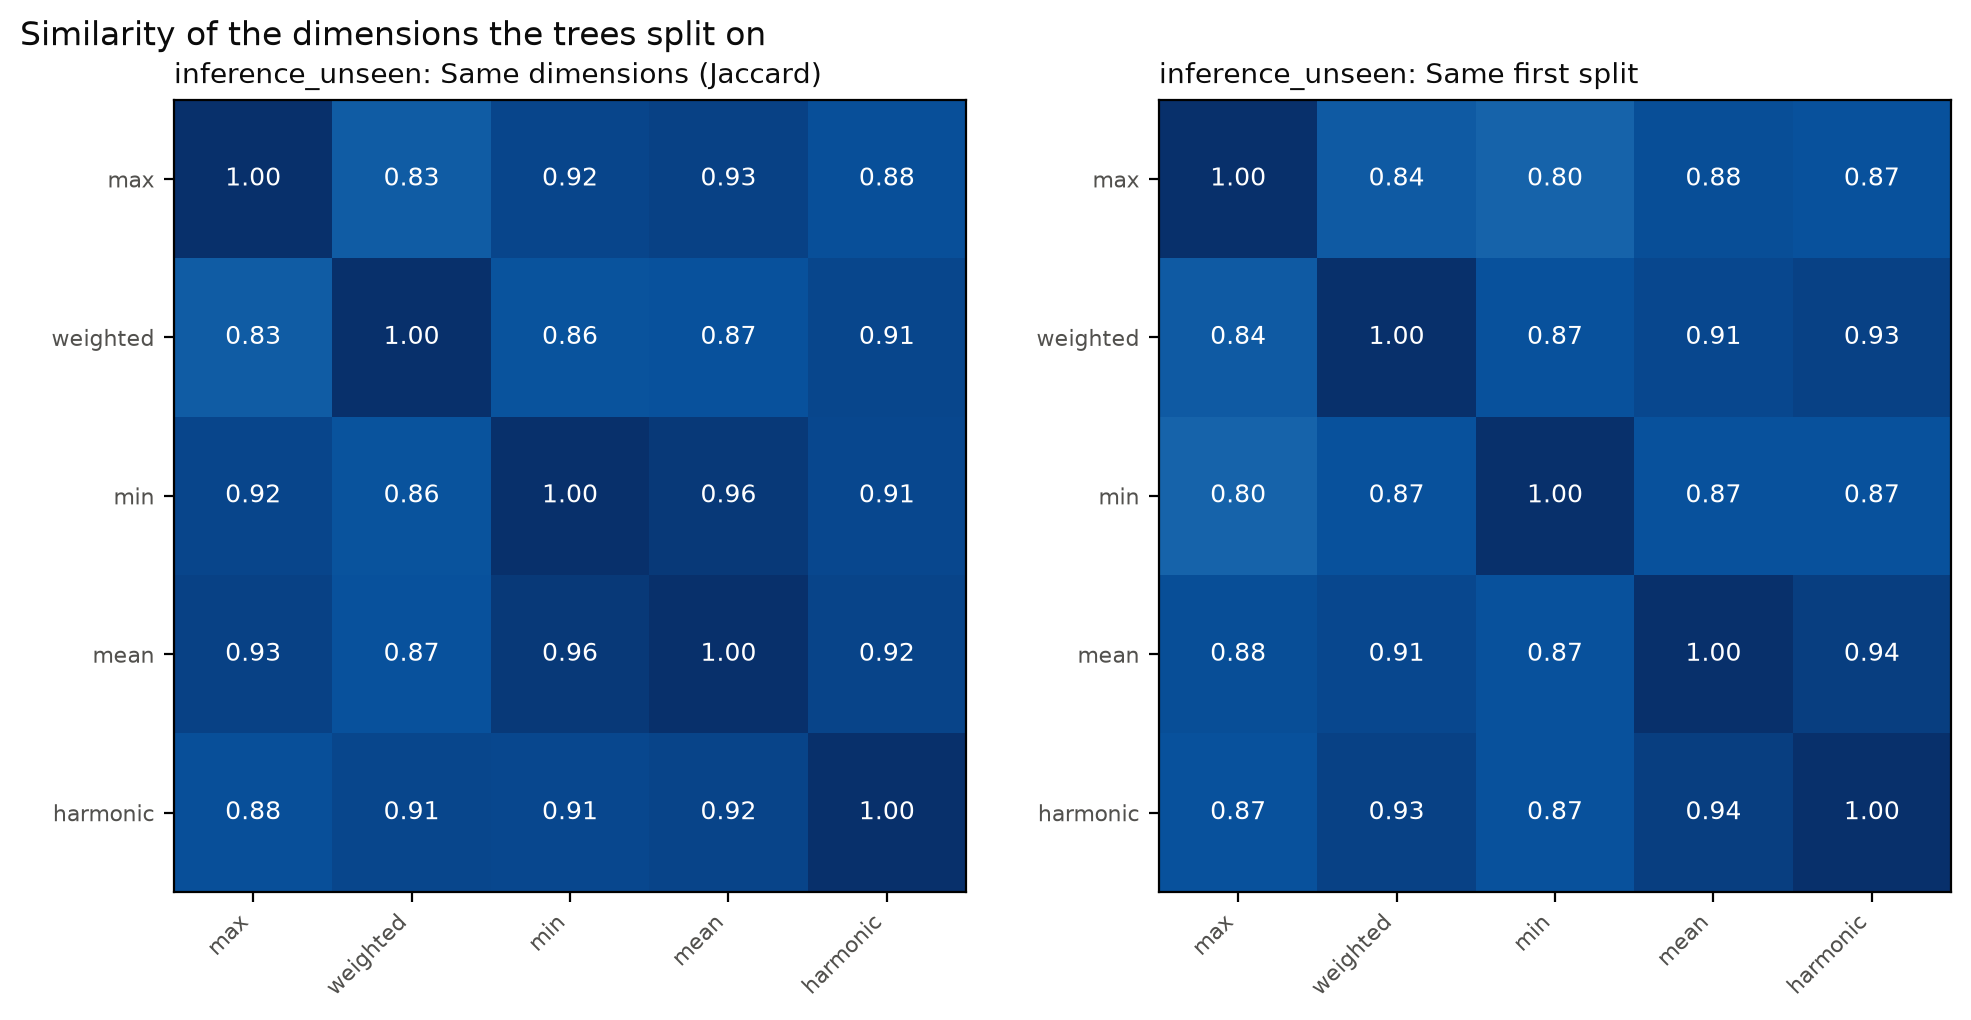 Similarity of the dimensions the trees split on
inference_unseen: Same dimensions (Jaccard)
max 1.00 0.83 0.92 0.93 0.88
weighted 0.83 1.00 0.86 0.87 0.91
min 0.92 0.86 1.00 0.96 0.91
mean 0.93 0.87 0.96 1.00 0.92
harmonic 0.88 0.91 0.91 0.92 1.00
max weighted min mean harmonic
inference_unseen: Same first split
max 1.00 0.84 0.80 0.88 0.87
weighted 0.84 1.00 0.87 0.91 0.93
min 0.80 0.87 1.00 0.87 0.87
mean 0.88 0.91 0.87 1.00 0.94
harmonic 0.87 0.93 0.87 0.94 1.00
max weighted min mean harmonic